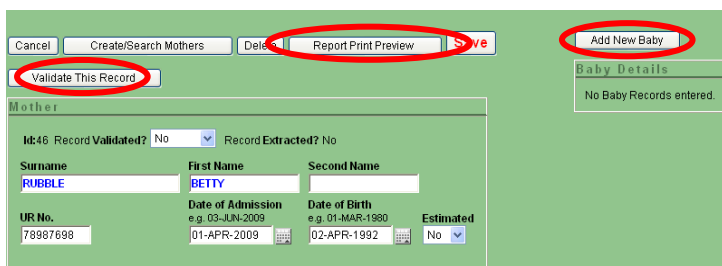 Cancel Create/Search Mothers Delete Report Print Preview Save Add New Baby
Validate This Record
Baby Details
No Baby Records entered.
Mother
Id:46 Record Validated? No Record Extracted? No
Surname First Name Second Name
RUBBLE BETTY
Date of Admission Date of Birth
UR No. e.g. 03-JUN-2009 e.g. 01-MAR-1980 Estimated
78987698 01-APR-2009 02-APR-1992 No